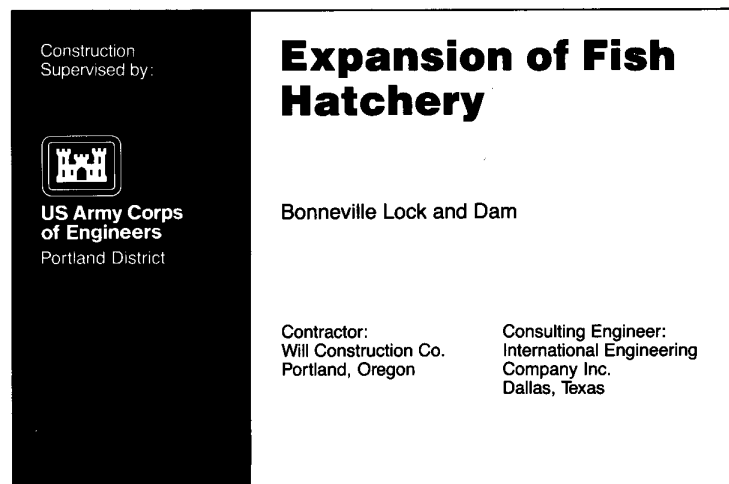 Construction
Supervised by:
US Army Corps
of Engineers
Portland District
Expansion of Fish
Hatchery
Bonneville Lock and Dam
Contractor:
Will Construction Co.
Portland, Oregon
Consulting Engineer:
International Engineering
Company Inc.
Dallas, Texas